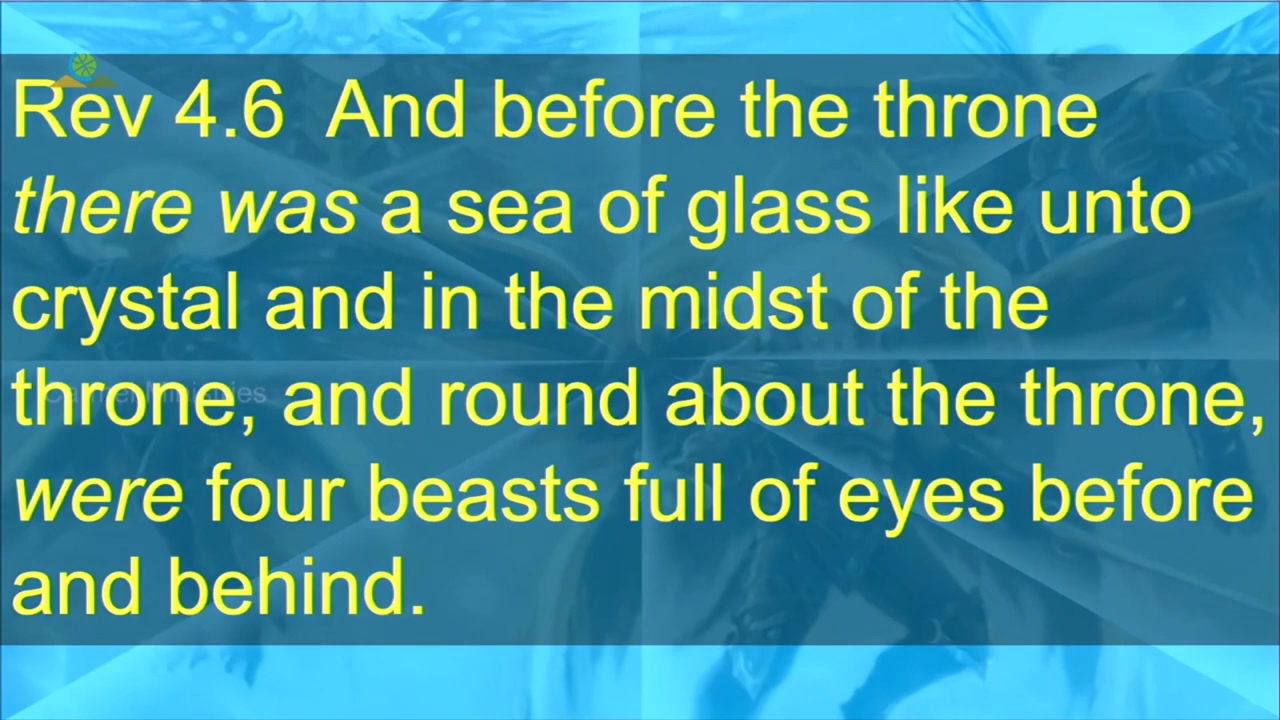 Rev 4.6 And before the throne
there was a sea of glass like unto
crystal and in the midst of the
throne, and round about the throne,
were four beasts full of eyes before
and behind.